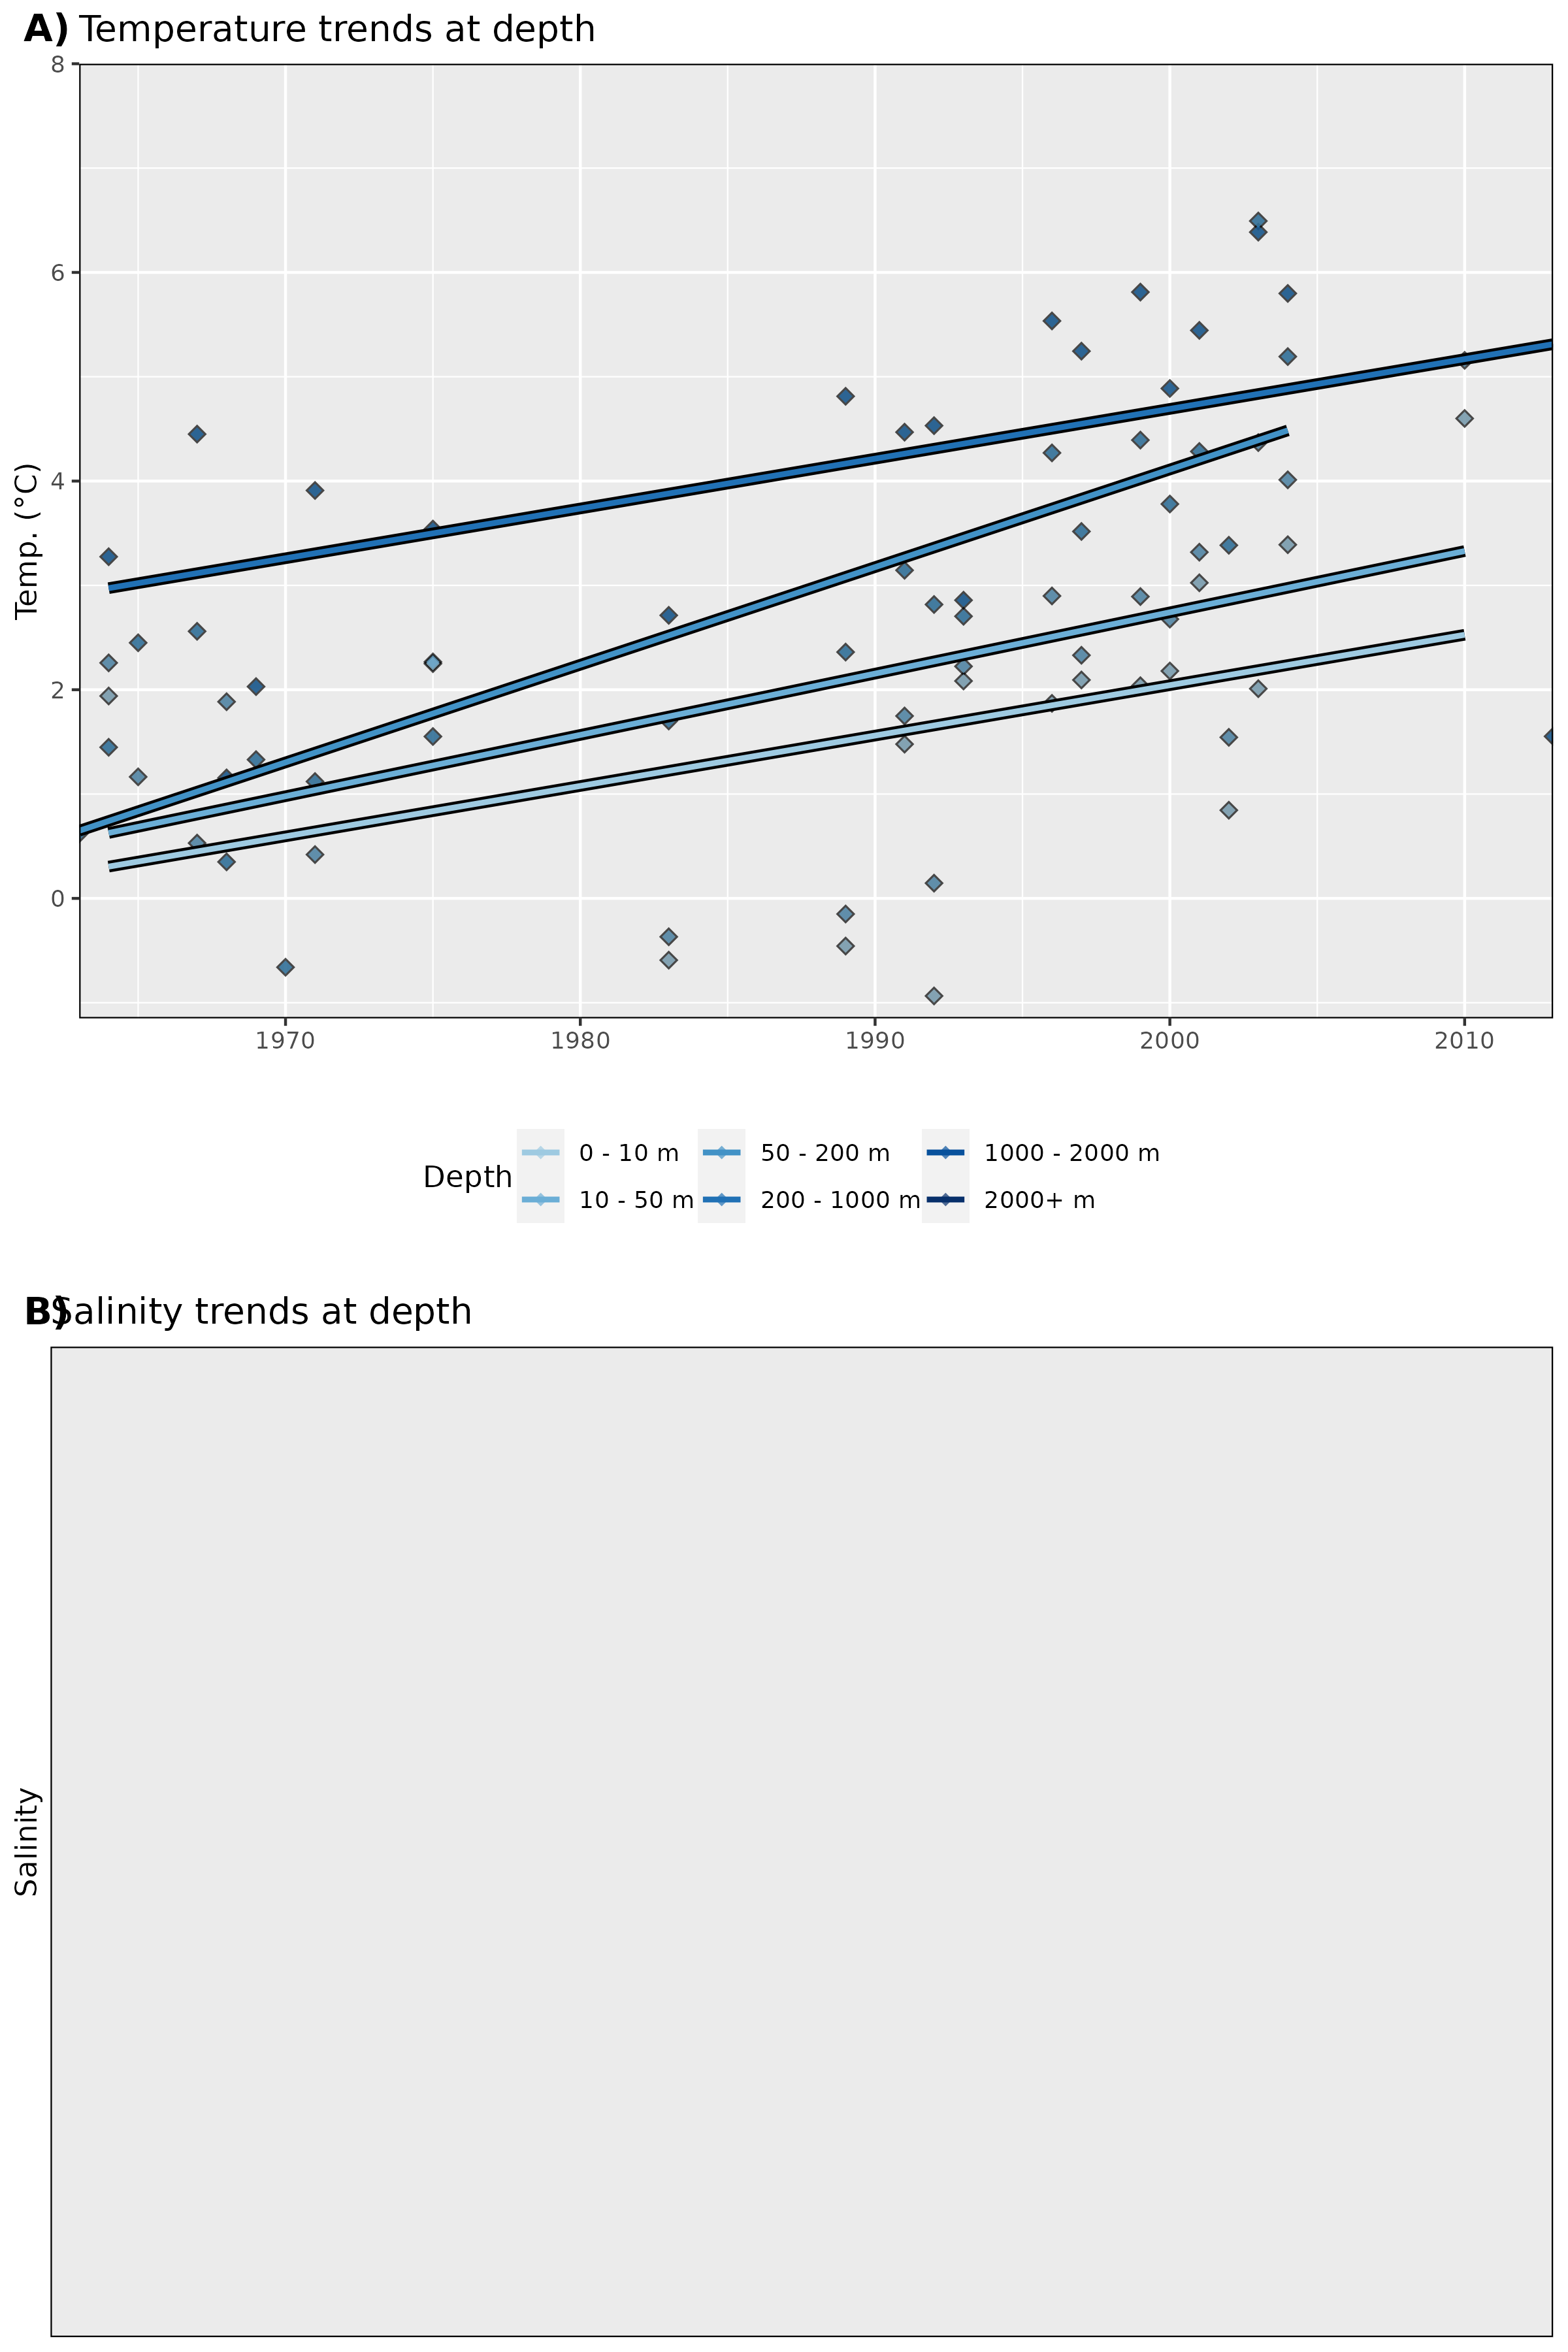 A) Temperature trends at depth
8
6
4
2
0
Temp. (°C)
1970 1980 1990 2000 2010
Depth
0 - 10 m 50 - 200 m 1000 - 2000 m
10 - 50 m 200 - 1000 m 2000+ m
B) Salinity trends at depth
Salinity